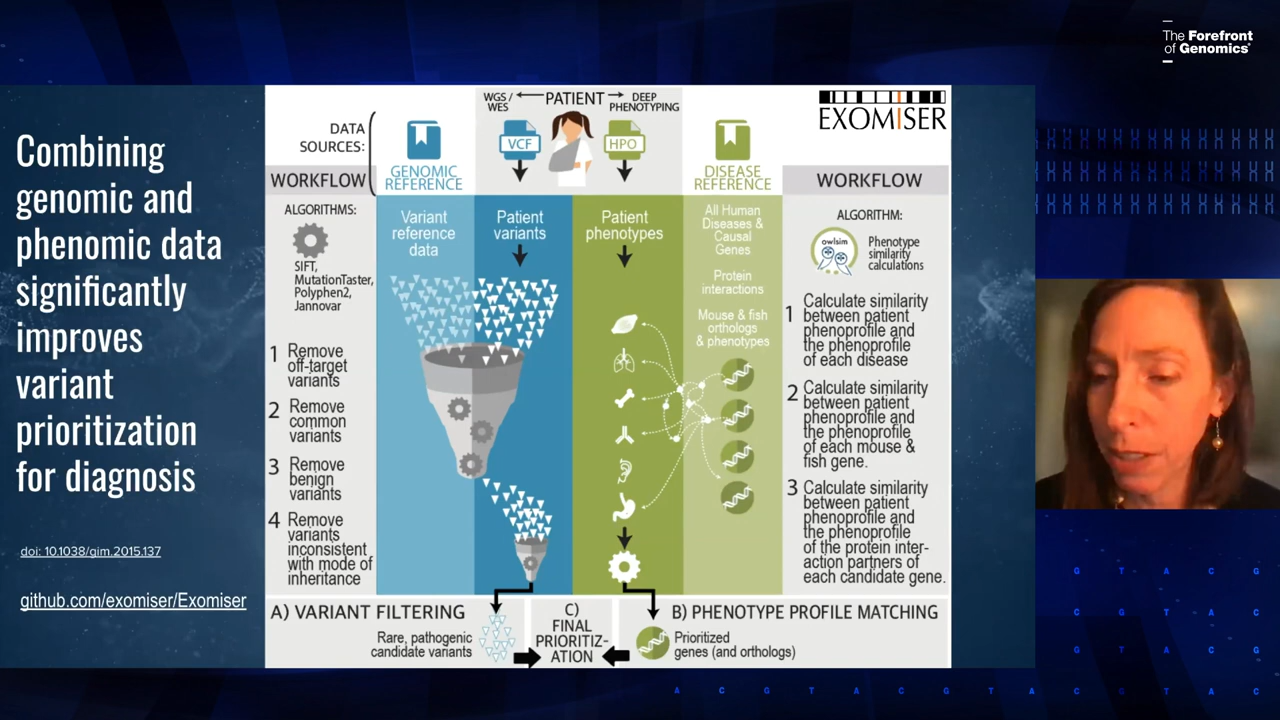 The Forefront
of Genomics®
Combining
genomic and
phenomic data
significantly
improves
variant
prioritization
for diagnosis
doi: 10.1038/gim.2015.137
github.com/exomiser/Exomiser
DATA
SOURCES:
WORKFLOW
GENOMIC
REFERENCE
WGS /
WES
PATIENT
DEEP
PHENOTYPING
VCF
HPO
DISEASE
REFERENCE
EXOMISER
WORKFLOW
ALGORITHMS:
SIFT,
MutationTaster,
Polyphen2,
Jannovar
1 Remove
off-target
variants
2 Remove
common
variants
3 Remove
benign
variants
4 Remove
variants
inconsistent
with mode of
inheritance
Variant
reference
data
Patient
variants
Patient
phenotypes
All Human
Diseases &
Causal
Genes
Protein
interactions
Mouse & fish
orthologs
& phenotypes
ALGORITHM:
owlsim
Phenotype
similarity
calculations
1 Calculate similarity
between patient
phenoprofile and
the phenoprofile
of each disease
2 Calculate similarity
between patient
phenoprofile and
the phenoprofile
of each mouse &
fish gene.
3 Calculate similarity
between patient
phenoprofile and
the phenoprofile
of the protein inter-
action partners of
each candidate gene.
A) VARIANT FILTERING
Rare, pathogenic
candidate variants
C)
FINAL
PRIORITIZ-
ATION
B) PHENOTYPE PROFILE MATCHING
Prioritized
genes (and orthologs)
G T A C G
G T A C
G T A C G
A C G T A C G T A C G T A C